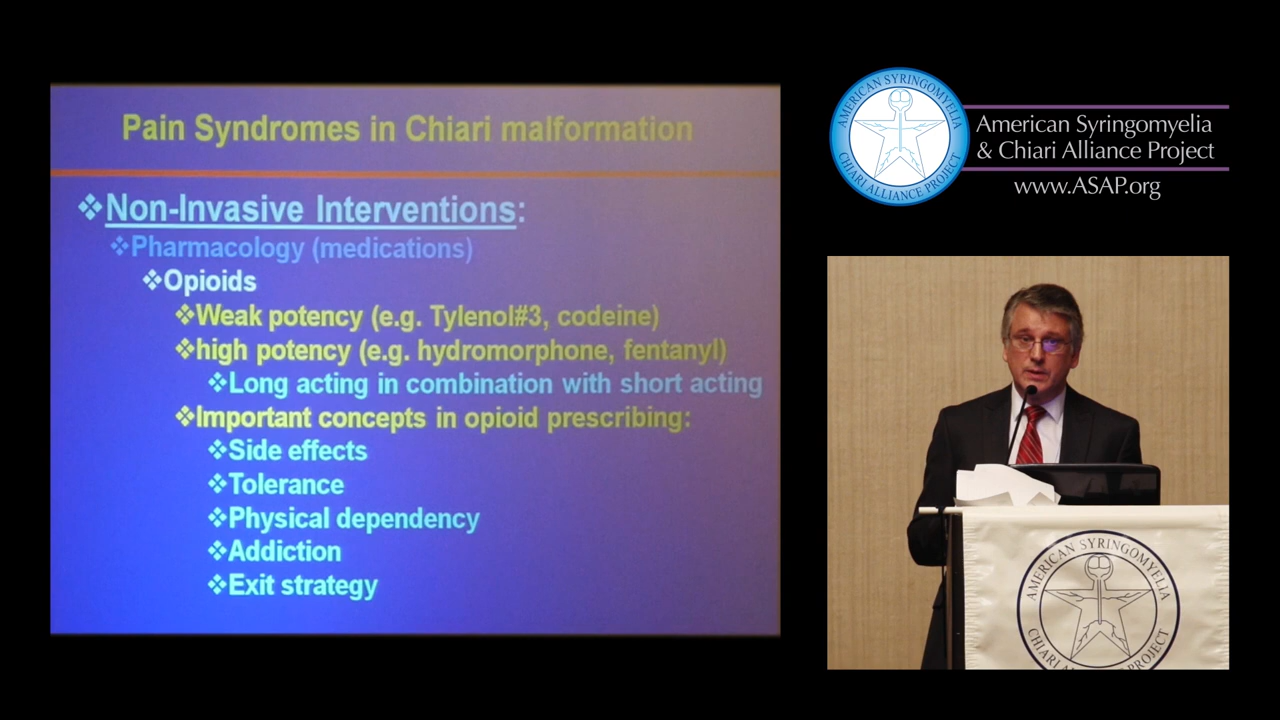 Pain Syndromes in Chiari malformation
❖Non-Invasive Interventions:
❖Pharmacology (medications)
❖Opioids
❖Weak potency (e.g. Tylenol#3, codeine)
❖high potency (e.g. hydromorphone, fentanyl)
❖Long acting in combination with short acting
❖Important concepts in opioid prescribing:
❖Side effects
❖Tolerance
❖Physical dependency
❖Addiction
❖Exit strategy
AMERICAN SYRINGOMYELIA
CHIARI ALLIANCE PROJECT
American Syringomyelia
& Chiari Alliance Project
www.ASAP.org
AMERICAN SYRINGOMYELIA
CHIARI ALLIANCE PROJECT